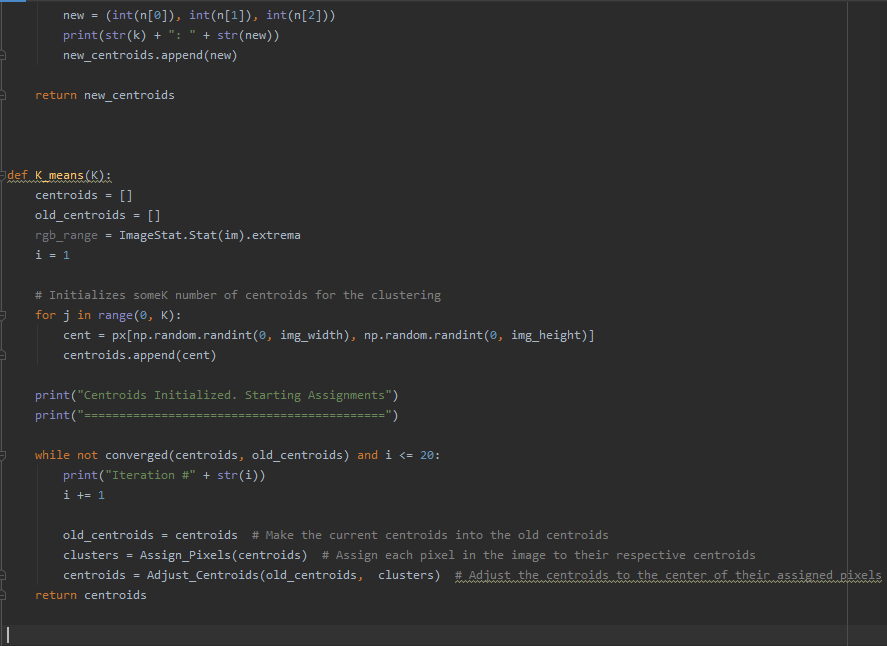 new = (int(n[0]), int(n[1]), int(n[2]))
        print(str(k) + ": " + str(new))
        new_centroids.append(new)

    return new_centroids


def K_means(K):
    centroids = []
    old_centroids = []
    rgb_range = ImageStat.Stat(im).extrema
    i = 1

    # Initializes someK number of centroids for the clustering
    for j in range(0, K):
        cent = px[np.random.randint(0, img_width), np.random.randint(0, img_height)]
        centroids.append(cent)

    print("Centroids Initialized. Starting Assignments")
    print("===========================================")

    while not converged(centroids, old_centroids) and i <= 20:
        print("Iteration #" + str(i))
        i += 1

        old_centroids = centroids  # Make the current centroids into the old centroids
        clusters = Assign_Pixels(centroids)  # Assign each pixel in the image to their respective centroids
        centroids = Adjust_Centroids(old_centroids,  clusters)  # Adjust the centroids to the center of their assigned pixels
    return centroids